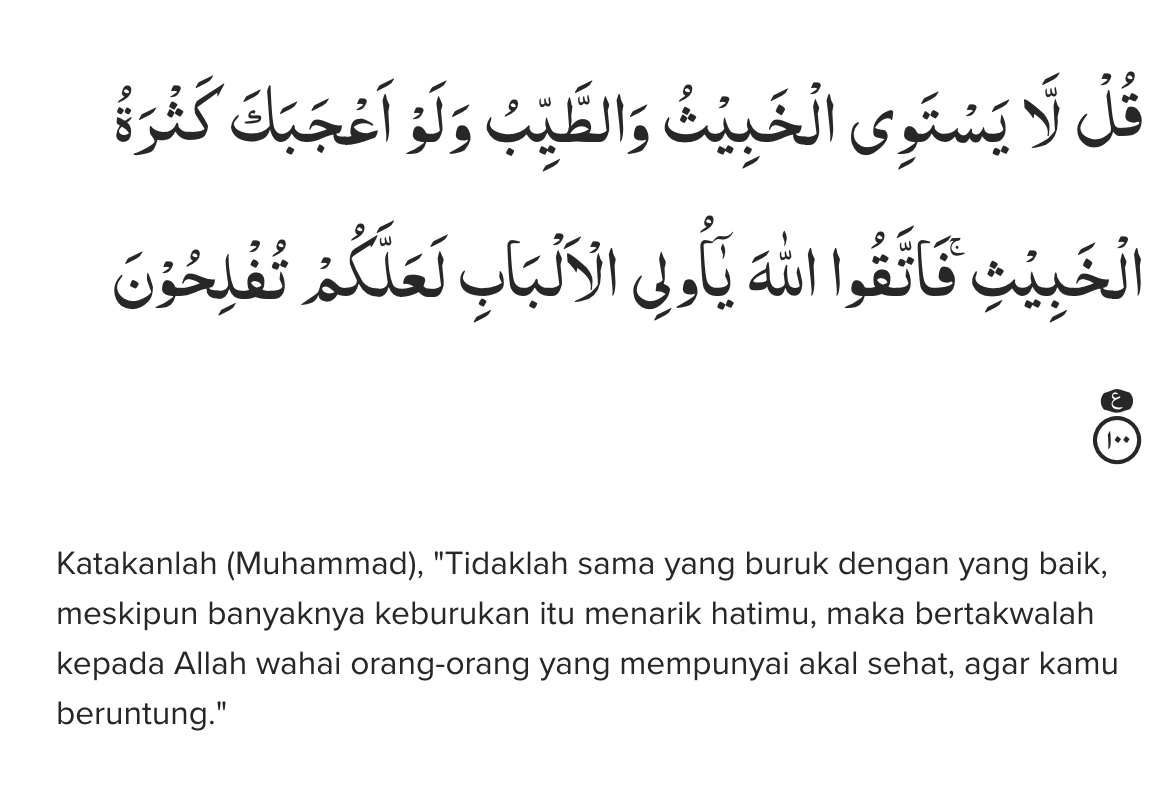 قُلْ لَّا يَسْتَوِى الْخَبِيْثُ وَالطَّيِّبُ وَلَوْ اَعْجَبَكَ كَثْرَةُ
الْخَبِيْثِۚ فَاتَّقُوا اللّٰهَ يٰٓاُولِى الْاَلْبَابِ لَعَلَّكُمْ تُفْلِحُوْنَ
ع
١٠٠
Katakanlah (Muhammad), "Tidaklah sama yang buruk dengan yang baik,
meskipun banyaknya keburukan itu menarik hatimu, maka bertakwalah
kepada Allah wahai orang-orang yang mempunyai akal sehat, agar kamu
beruntung."